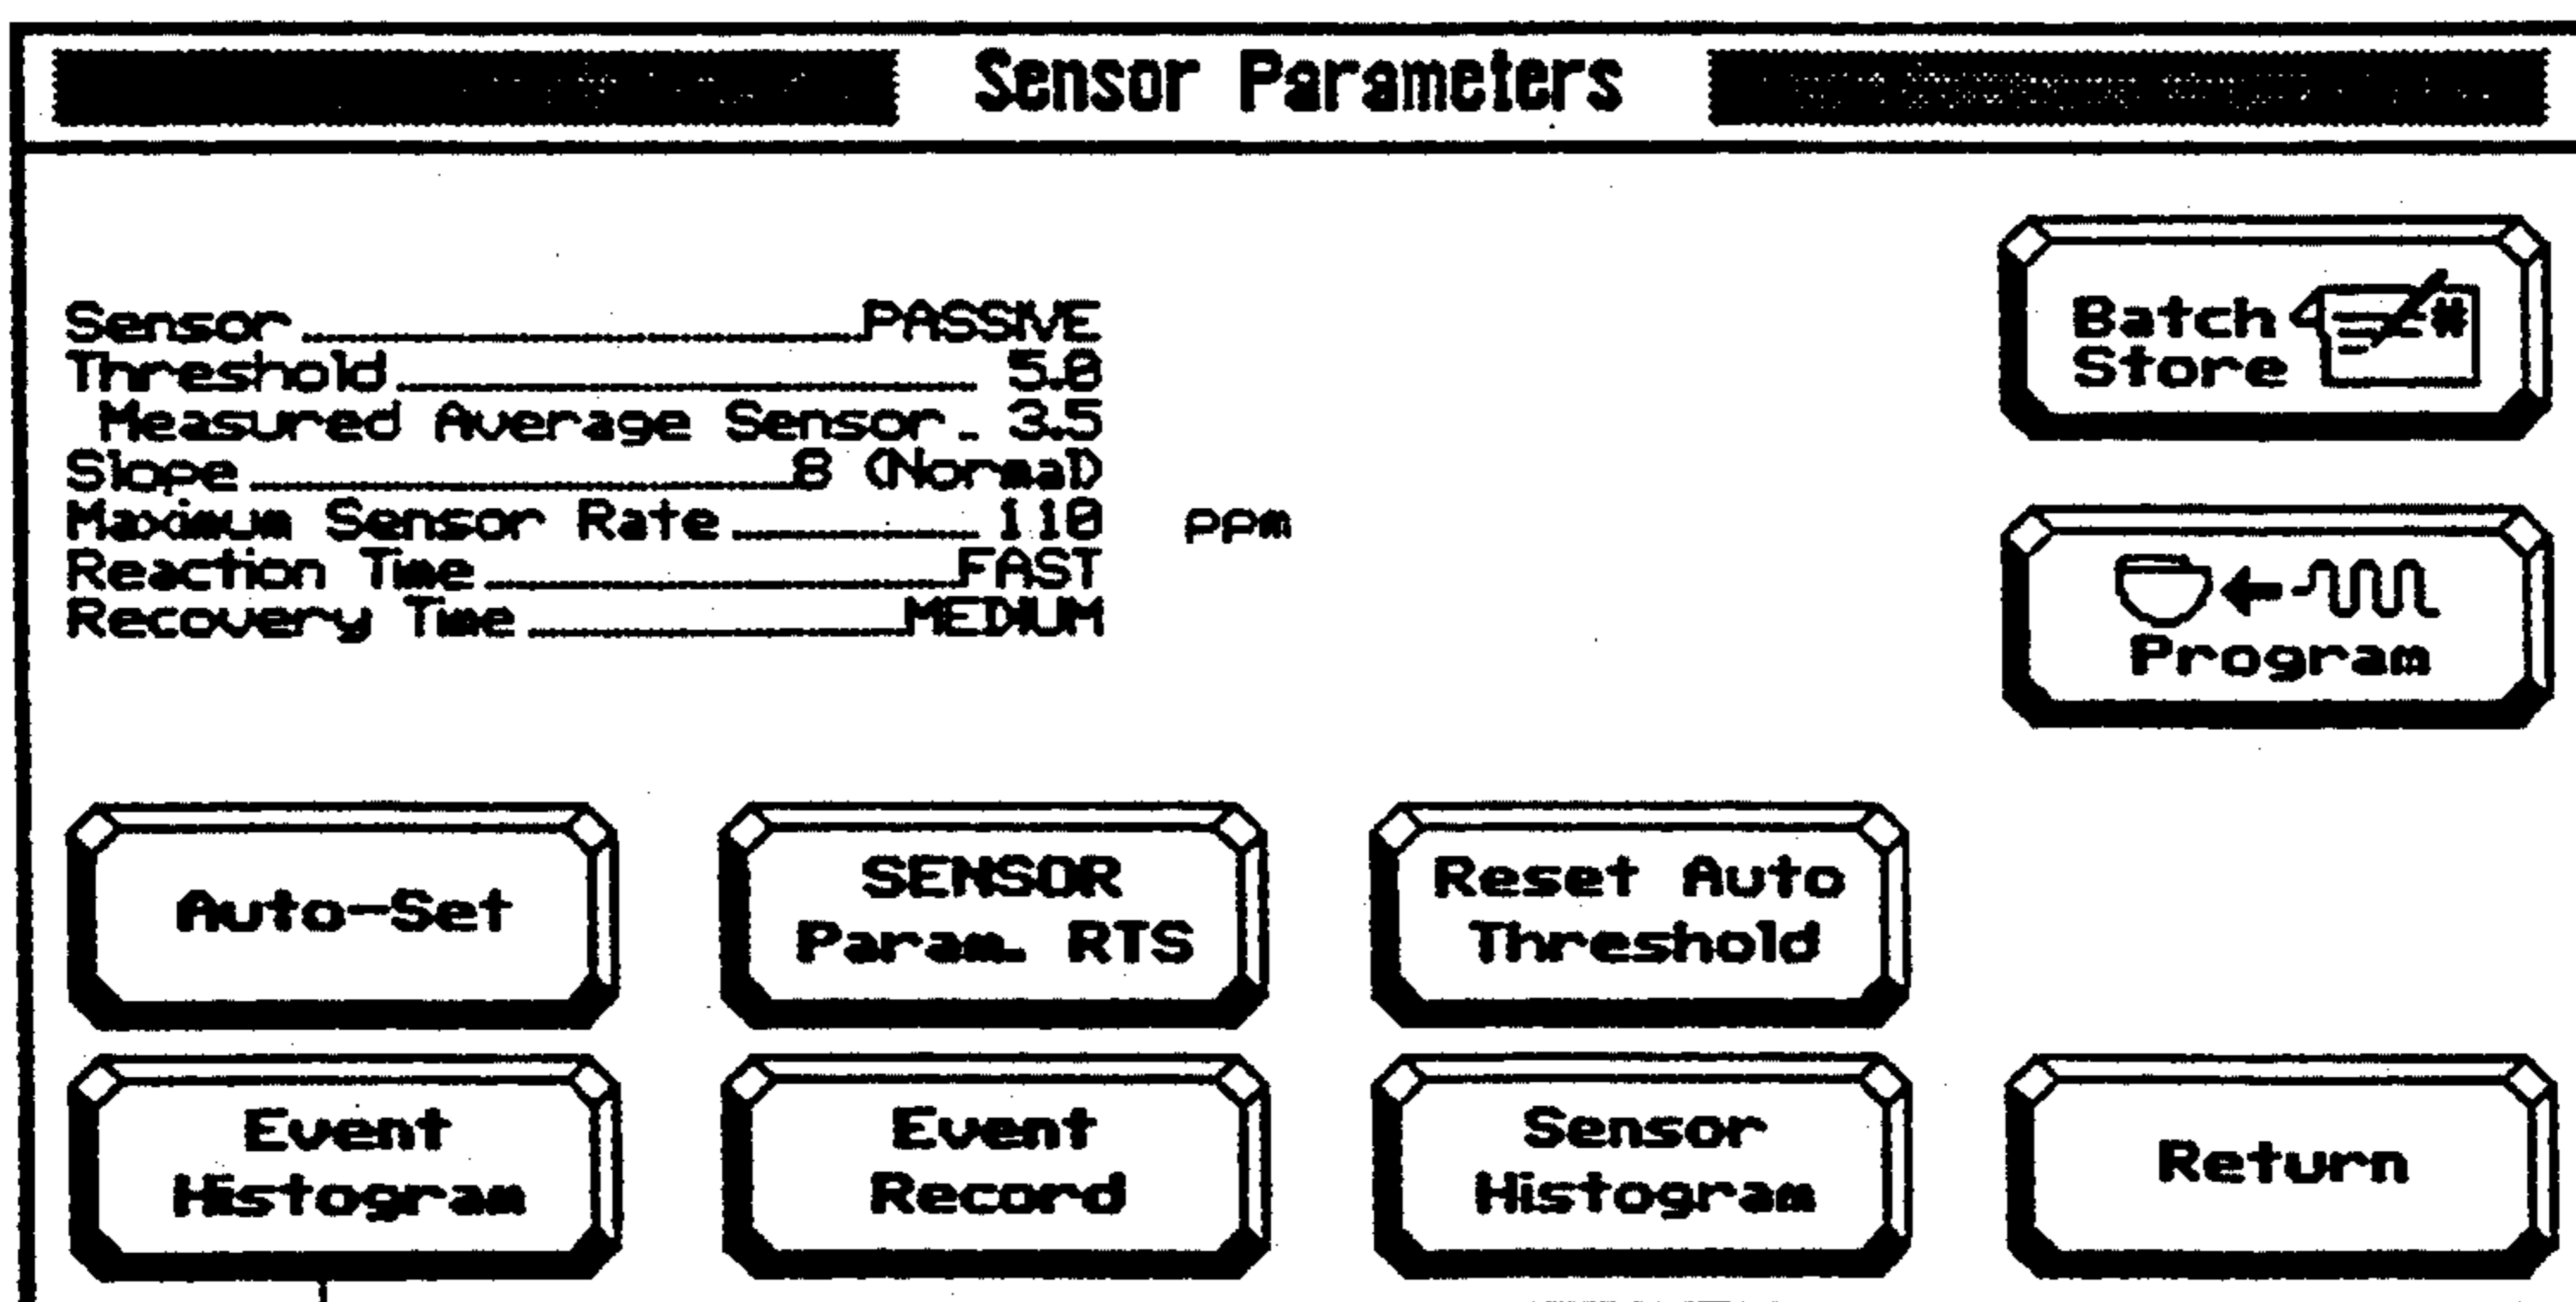 Sensor Parameters
Sensor PASSIVE
Threshold 5.0
Measured Average Sensor 3.5
Slope 8 (Normal)
Maximum Sensor Rate 110 ppm
Reaction Time FAST
Recovery Time MEDIUM
Batch
Store #
Program
Auto-Set
SENSOR
Param. RTS
Reset Auto
Threshold
Event
Histogram
Event
Record
Sensor
Histogram
Return